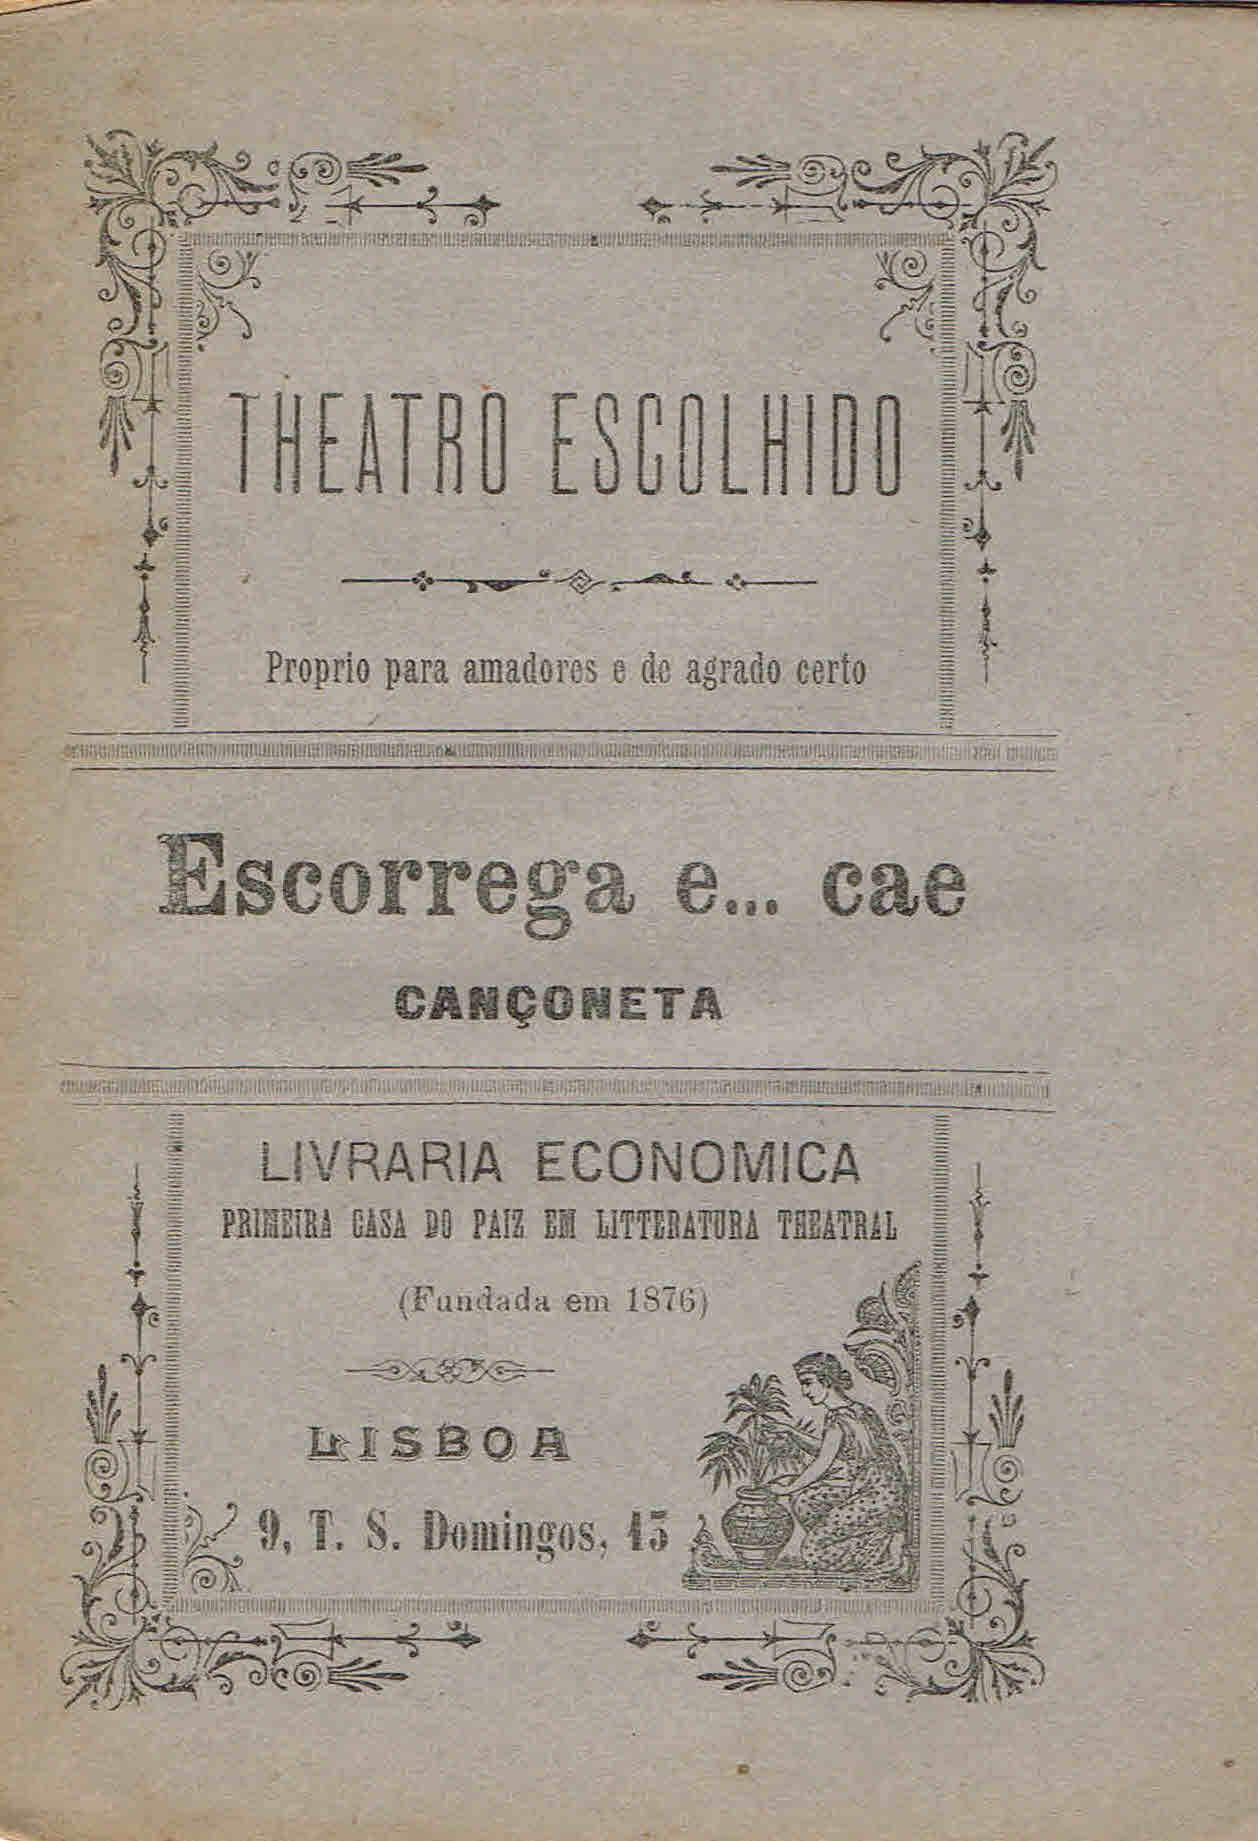 THEATRO ESCOLHIDO
Proprio para amadores e de agrado certo
Escorrega e... cae
CANÇONETA
LIVRARIA ECONOMICA
PRIMEIRA CASA DO PAIZ EM LITTERATURA THEATRAL
(Fundada em 1876)
LISBOA
9, T. S. Domingos, 15